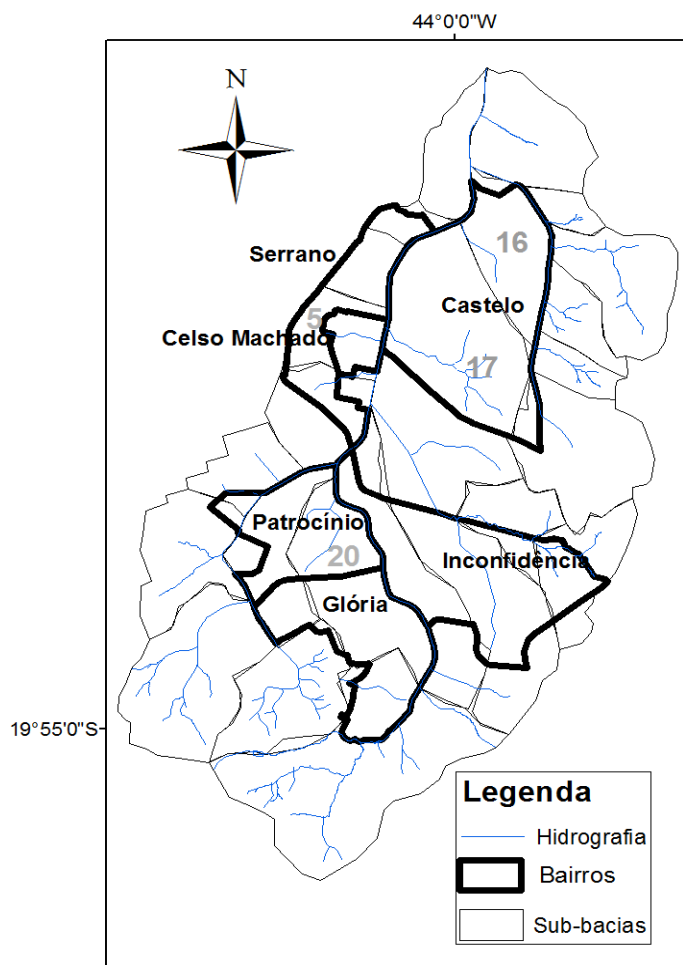 44°0'0"W
N
16
Serrano
Castelo
5
Celso Machado
17
Patrocínio
20
Inconfidência
Glória
19°55'0"S
Legenda
Hidrografia
Bairros
Sub-bacias